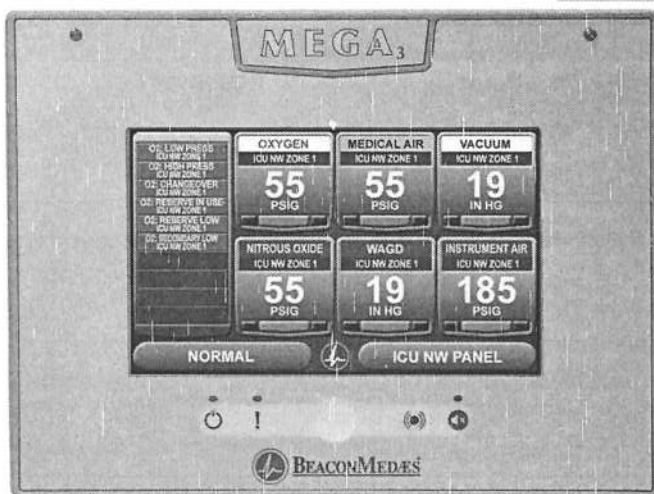 MEGA3
O2: LOW PRESS
ICU NW ZONE 1
O2: HIGH PRESS
ICU NW ZONE 1
O2: CHANGEOVER
ICU NW ZONE 1
O2: RESERVE IN USE
ICU NW ZONE 1
O2: RESERVE LOW
ICU NW ZONE 1
O2: SECONDARY LOW
ICU NW ZONE 1
OXYGEN
ICU NW ZONE 1
55
PSIG
MEDICAL AIR
ICU NW ZONE 1
55
PSIG
VACUUM
ICU NW ZONE 1
19
IN HG
NITROUS OXIDE
ICU NW ZONE 1
55
PSIG
WAGD
ICU NW ZONE 1
19
IN HG
INSTRUMENT AIR
ICU NW ZONE 1
185
PSIG
NORMAL
ICU NW PANEL
!
BEACONMEDÆS